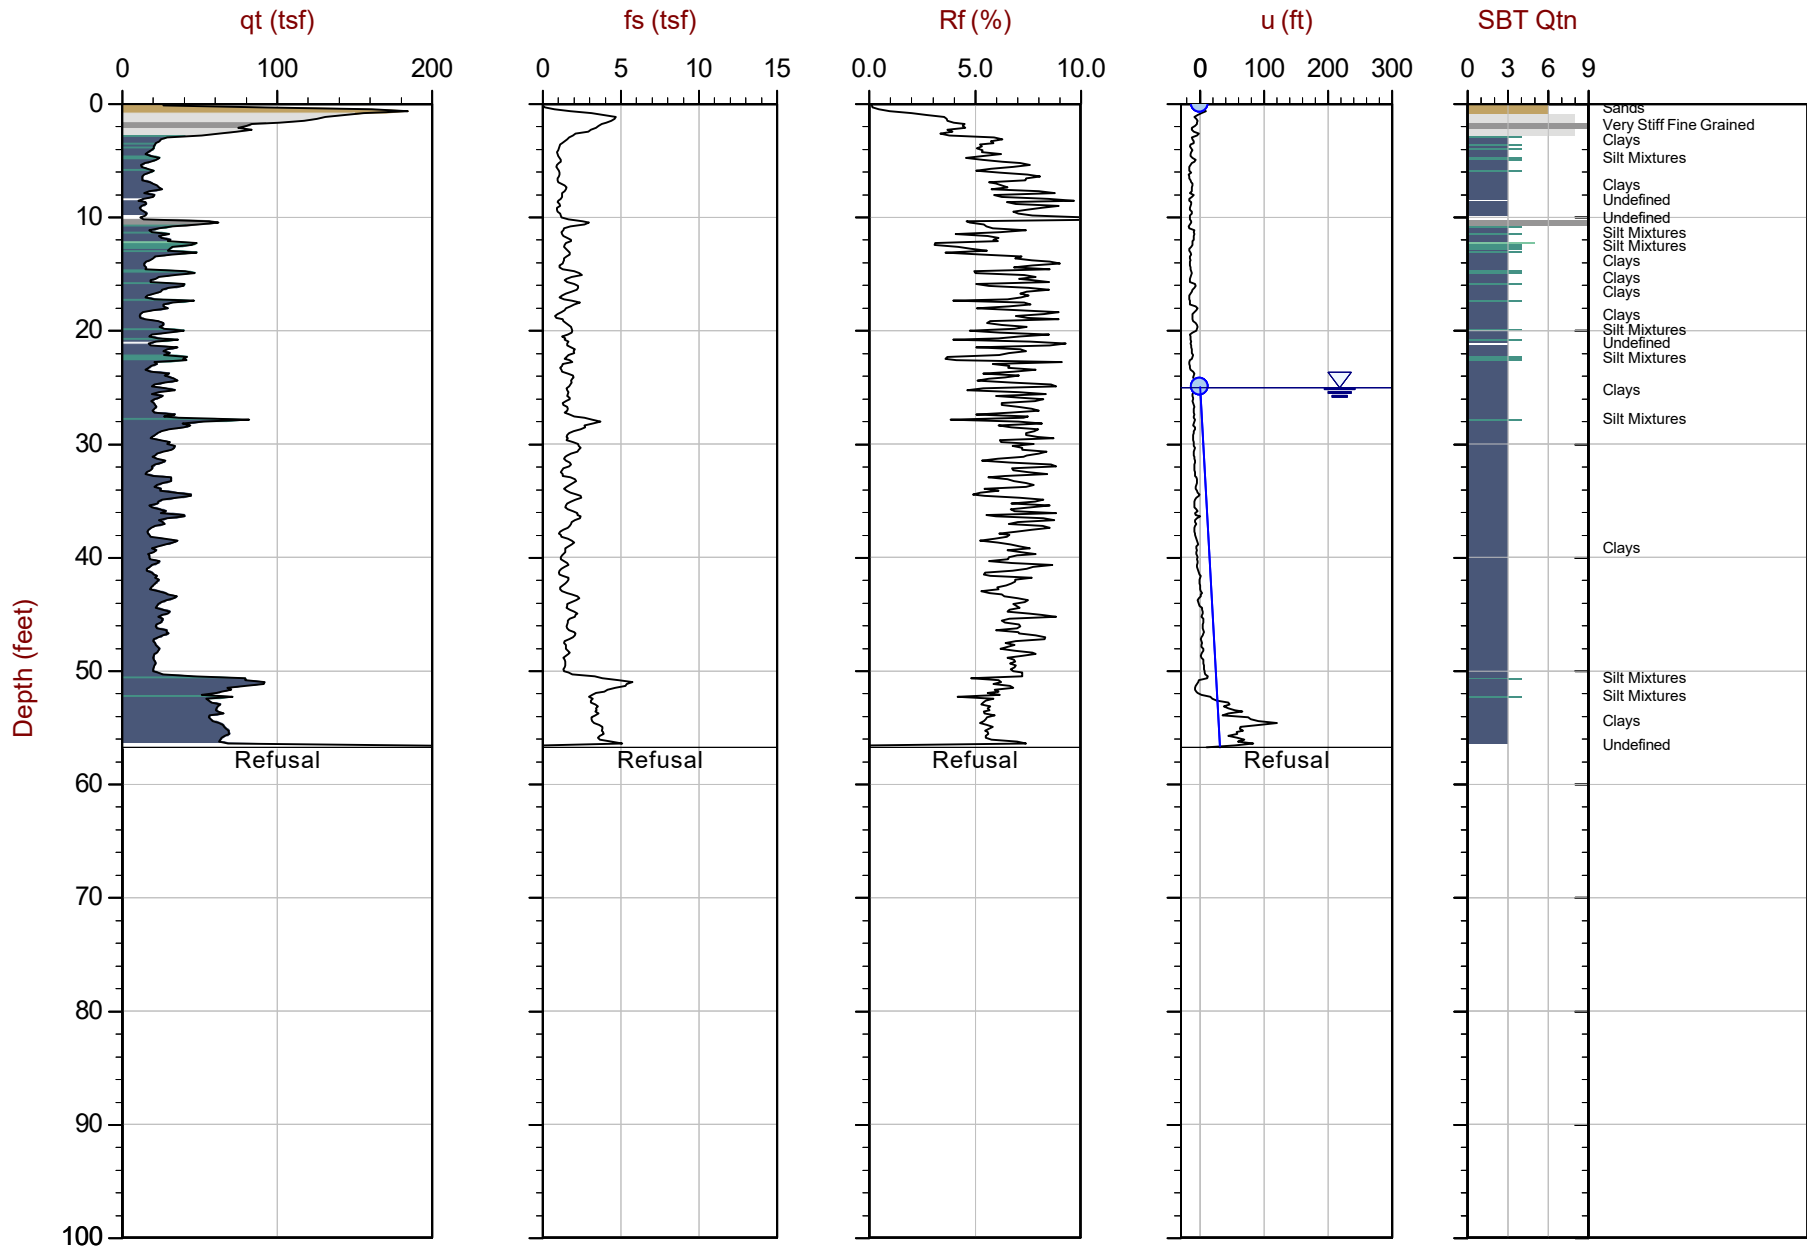 qt (tsf) fs (tsf) Rf (%) u (ft) SBT Qtn
0 100 200 0 5 10 15 0.0 5.0 10.0 0 100 200 300 0 3 6 9
0
Sands
Very Stiff Fine Grained
Clays
Silt Mixtures
Clays
Undefined
10
Undefined
Silt Mixtures
Silt Mixtures
Clays
Clays
Clays
Clays
20
Silt Mixtures
Undefined
Silt Mixtures
Clays
Silt Mixtures
30
Clays
40
50
Silt Mixtures
Silt Mixtures
Clays
Undefined
Refusal Refusal Refusal Refusal
60
70
80
90
100
Depth (feet)